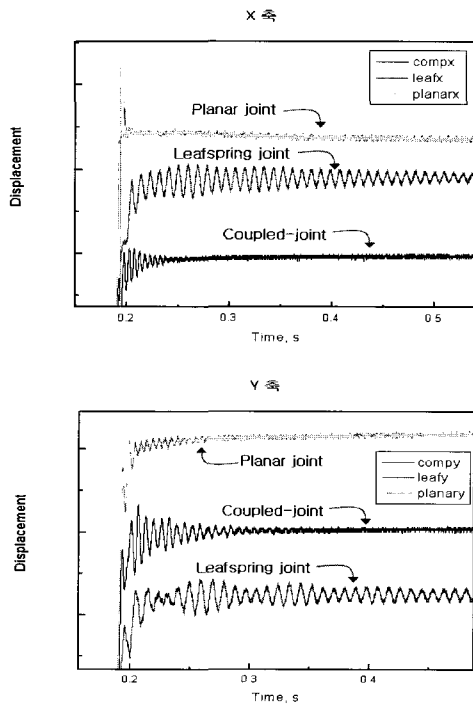 X 축
compx
leafx
planarx
Planar joint
Leafspring joint
Coupled-joint
Displacement
0.2
0.3
0.4
0.5
Time, s
Y 축
compy
leafy
planary
Planar joint
Coupled-joint
Leafspring joint
Displacement
0.2
0.3
0.4
Time, s